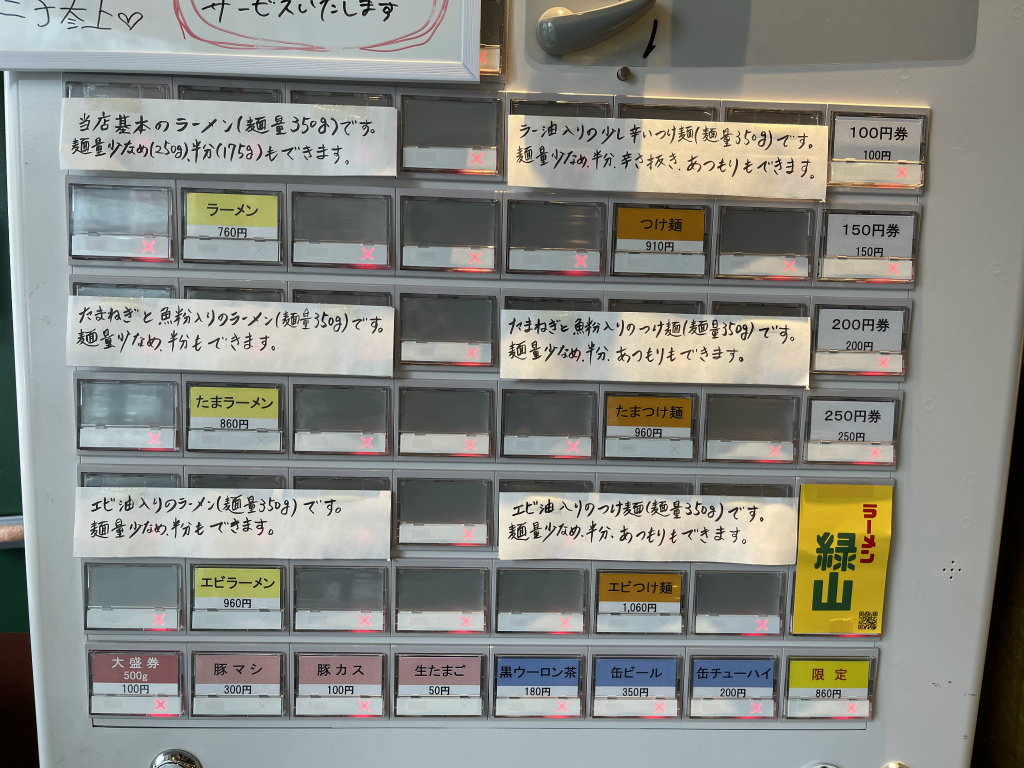 サービスいたします
当店基本のラーメン(麺量350g)です。
麺量少なめ(250g)半分(175g)もできます。
ラー油入りの少し辛いつけ麺(麺量350g)です。
麺量少なめ、半分、辛さ抜き、あつもりもできます。
100円券
100円
ラーメン
760円
つけ麺
910円
150円券
150円
たまねぎと魚粉入りのラーメン(麺量350g)です。
麺量少なめ、半分もできます。
たまねぎと魚粉入りのつけ麺(麺量350g)です。
麺量少なめ、半分、あつもりもできます。
200円券
200円
たまラーメン
860円
たまつけ麺
960円
250円券
250円
エビ油入りのラーメン(麺量350g)です。
麺量少なめ、半分もできます。
エビ油入りのつけ麺(麺量350g)です。
麺量少なめ、半分、あつもりもできます。
ラーメン
緑山
エビラーメン
960円
エビつけ麺
1,060円
大盛券
500g
100円
豚マシ
300円
豚カス
100円
生たまご
50円
黒ウーロン茶
180円
缶ビール
350円
缶チューハイ
200円
限定
860円